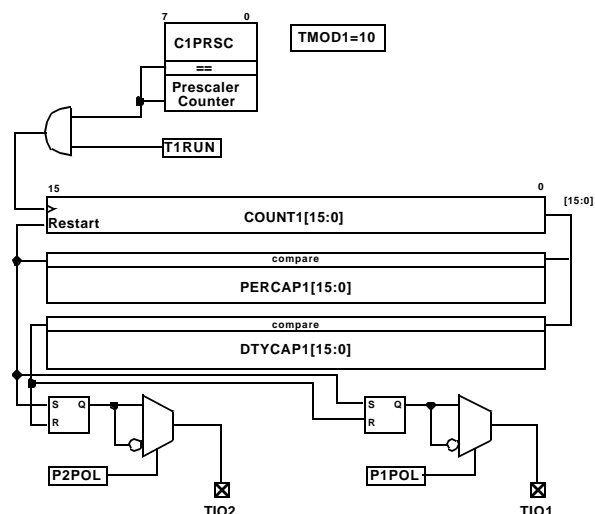 7 0
C1PRSC
TMOD1=10
==
Prescaler
Counter
T1RUN
15 0
[15:0]
COUNT1[15:0]
Restart
compare
PERCAP1[15:0]
compare
DTYCAP1[15:0]
S Q
R
S Q
R
P2POL
P1POL
TIO2
TIO1